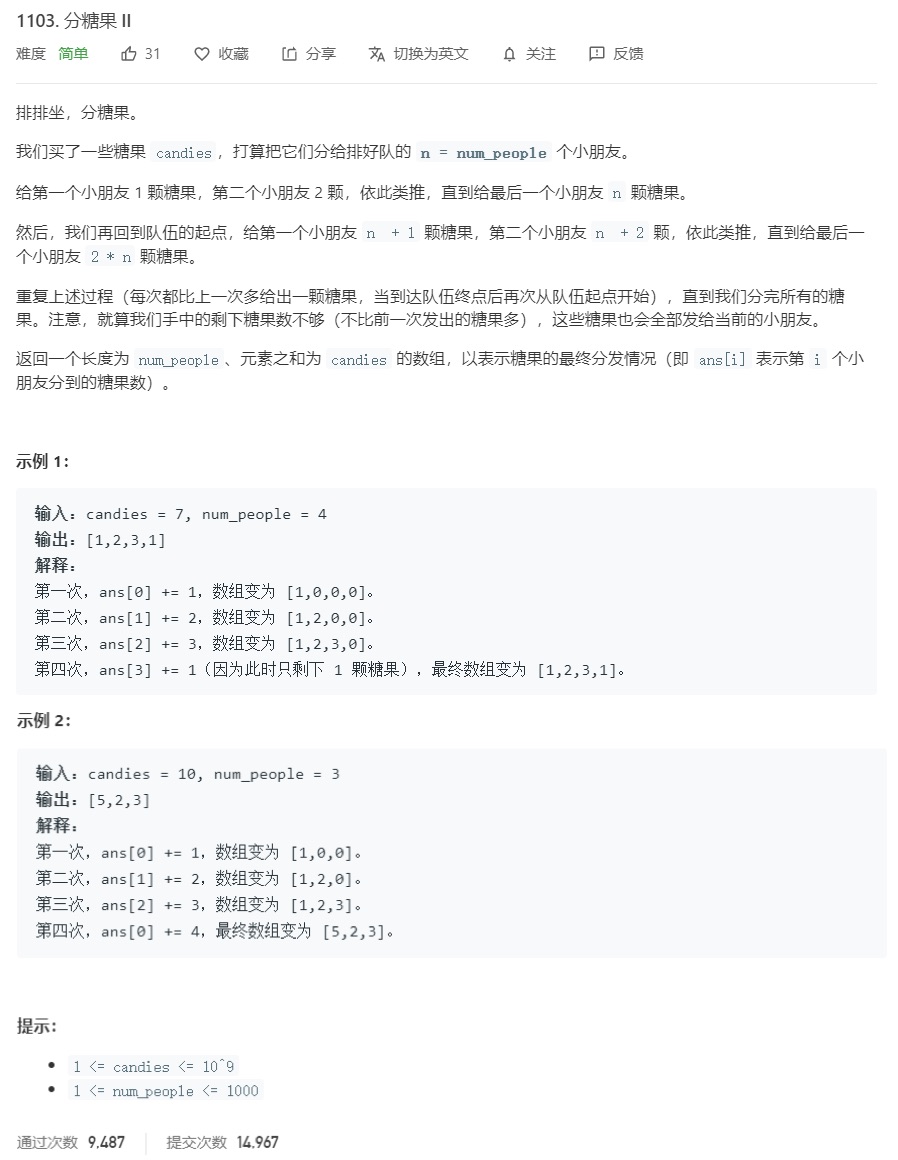 1103. 分糖果 II
难度 简单 31 收藏 分享 切换为英文 关注 反馈
排排坐，分糖果。
我们买了一些糖果 candies，打算把它们分给排好队的 n = num_people 个小朋友。
给第一个小朋友 1 颗糖果，第二个小朋友 2 颗，依此类推，直到给最后一个小朋友 n 颗糖果。
然后，我们再回到队伍的起点，给第一个小朋友 n + 1 颗糖果，第二个小朋友 n + 2 颗，依此类推，直到给最后一
个小朋友 2 * n 颗糖果。
重复上述过程（每次都比上一次多给出一颗糖果，当到达队伍终点后再次从队伍起点开始），直到我们分完所有的糖
果。注意，就算我们手中的剩下糖果数不够（不比前一次发出的糖果多），这些糖果也会全部发给当前的小朋友。
返回一个长度为 num_people、元素之和为 candies 的数组，以表示糖果的最终分发情况（即 ans[i] 表示第 i 个小
朋友分到的糖果数）。
示例 1：
输入：candies = 7, num_people = 4
输出：[1,2,3,1]
解释：
第一次，ans[0] += 1，数组变为 [1,0,0,0]。
第二次，ans[1] += 2，数组变为 [1,2,0,0]。
第三次，ans[2] += 3，数组变为 [1,2,3,0]。
第四次，ans[3] += 1（因为此时只剩下 1 颗糖果），最终数组变为 [1,2,3,1]。
示例 2：
输入：candies = 10, num_people = 3
输出：[5,2,3]
解释：
第一次，ans[0] += 1，数组变为 [1,0,0]。
第二次，ans[1] += 2，数组变为 [1,2,0]。
第三次，ans[2] += 3，数组变为 [1,2,3]。
第四次，ans[0] += 4，最终数组变为 [5,2,3]。
提示：
• 1 <= candies <= 10^9
• 1 <= num_people <= 1000
通过次数 9,487 提交次数 14,967